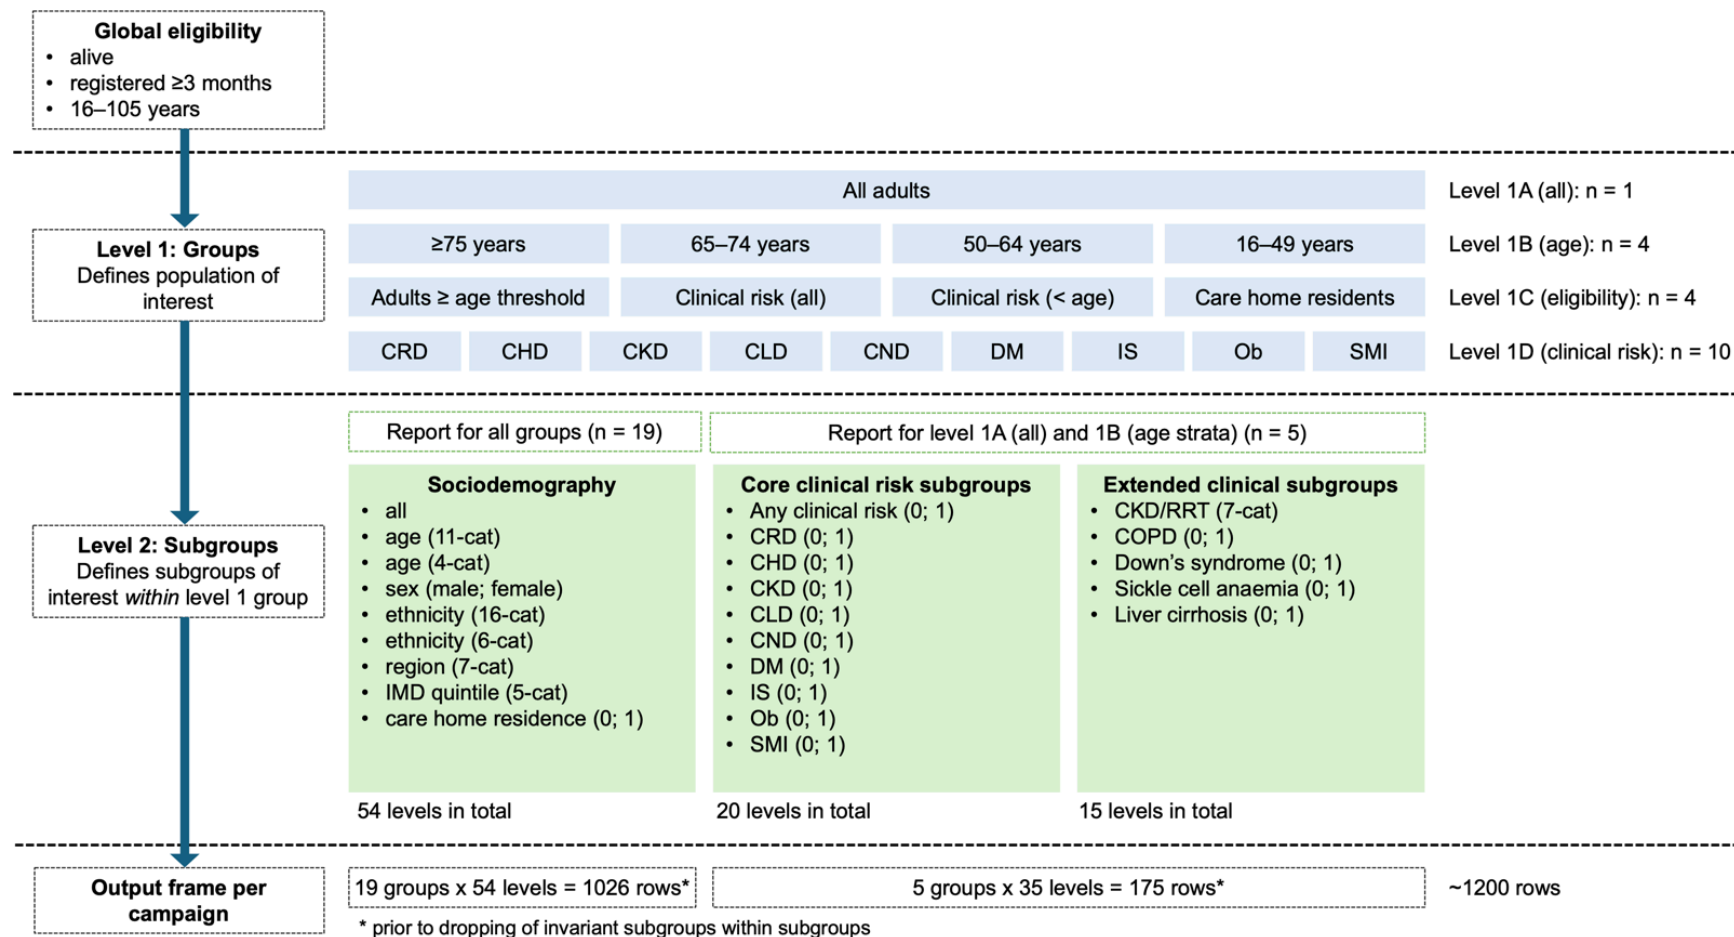 Global eligibility
• alive
• registered ≥3 months
• 16–105 years
Level 1: Groups
Defines population of
interest
All adults
Level 1A (all): n = 1
≥75 years
65–74 years
50–64 years
16–49 years
Level 1B (age): n = 4
Adults ≥ age threshold
Clinical risk (all)
Clinical risk (< age)
Care home residents
Level 1C (eligibility): n = 4
CRD
CHD
CKD
CLD
CND
DM
IS
Ob
SMI
Level 1D (clinical risk): n = 10
Level 2: Subgroups
Defines subgroups of
interest within level 1 group
Report for all groups (n = 19)
Report for level 1A (all) and 1B (age strata) (n = 5)
Sociodemography
• all
• age (11-cat)
• age (4-cat)
• sex (male; female)
• ethnicity (16-cat)
• ethnicity (6-cat)
• region (7-cat)
• IMD quintile (5-cat)
• care home residence (0; 1)
54 levels in total
Core clinical risk subgroups
• Any clinical risk (0; 1)
• CRD (0; 1)
• CHD (0; 1)
• CKD (0; 1)
• CLD (0; 1)
• CND (0; 1)
• DM (0; 1)
• IS (0; 1)
• Ob (0; 1)
• SMI (0; 1)
20 levels in total
Extended clinical subgroups
• CKD/RRT (7-cat)
• COPD (0; 1)
• Down's syndrome (0; 1)
• Sickle cell anaemia (0; 1)
• Liver cirrhosis (0; 1)
15 levels in total
Output frame per
campaign
19 groups x 54 levels = 1026 rows*
5 groups x 35 levels = 175 rows*
~1200 rows
* prior to dropping of invariant subgroups within subgroups